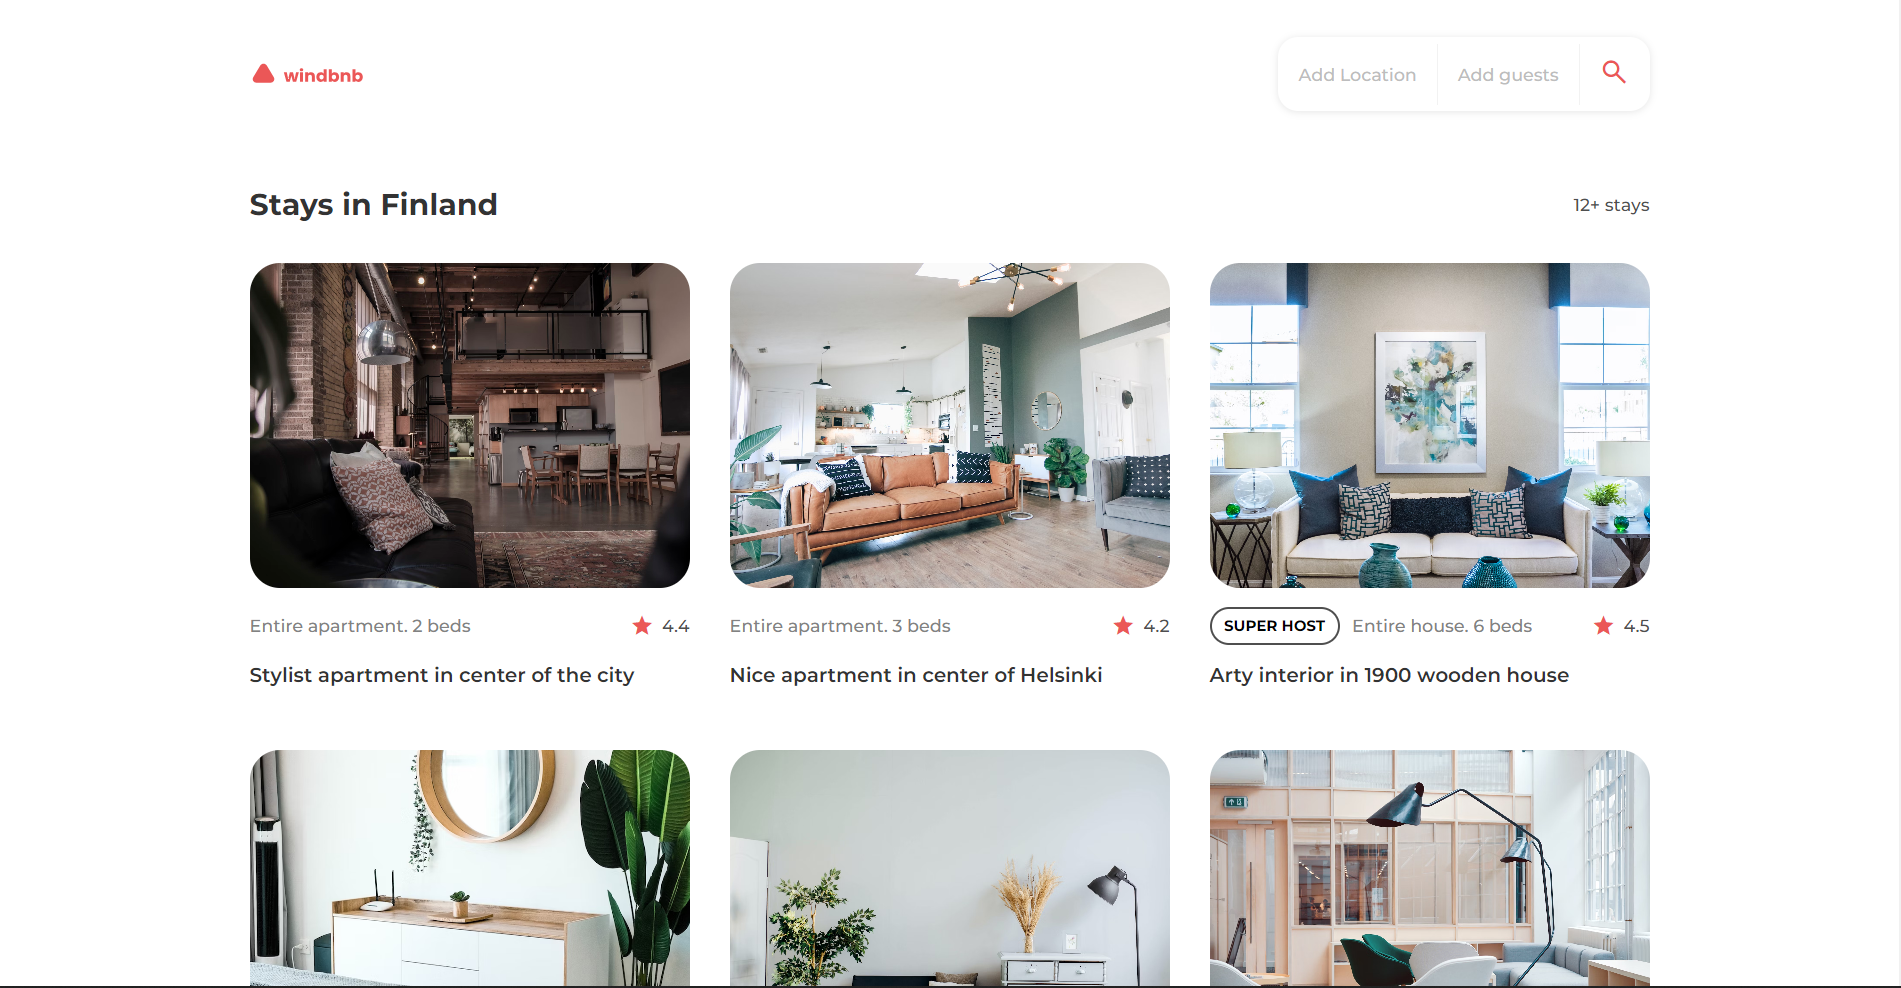 windbnb
Add Location
Add guests
Stays in Finland
12+ stays
Entire apartment. 2 beds
4.4
Stylist apartment in center of the city
Entire apartment. 3 beds
4.2
Nice apartment in center of Helsinki
SUPER HOST
Entire house. 6 beds
4.5
Arty interior in 1900 wooden house